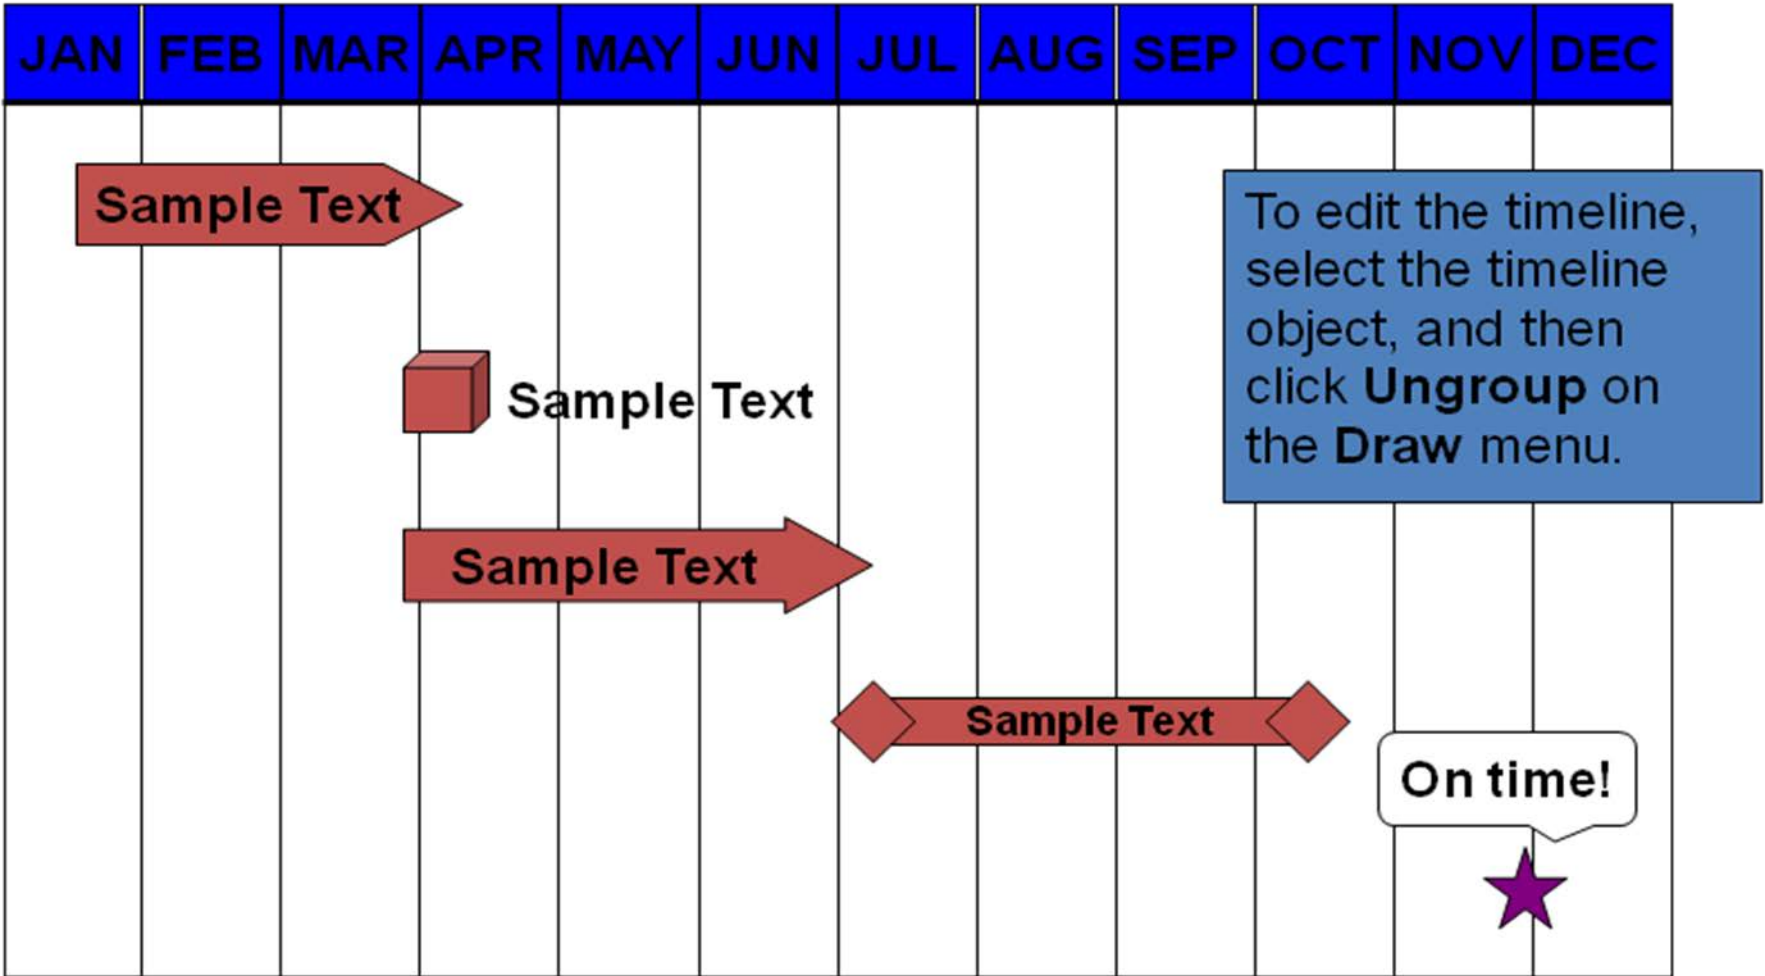 JAN FEB MAR APR MAY JUN JUL AUG SEP OCT NOV DEC
Sample Text
To edit the timeline,
select the timeline
object, and then
click Ungroup on
the Draw menu.
Sample Text
Sample Text
Sample Text
On time!